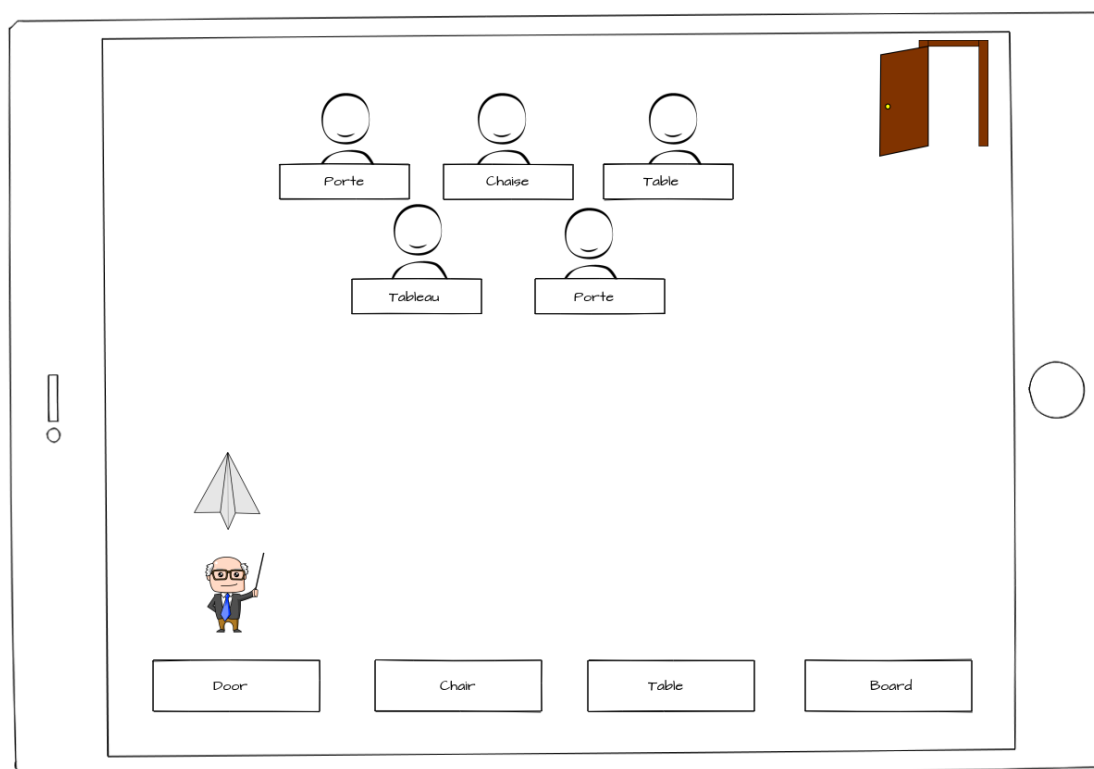 Porte
Chaise
Table
Tableau
Porte
Door
Chair
Table
Board